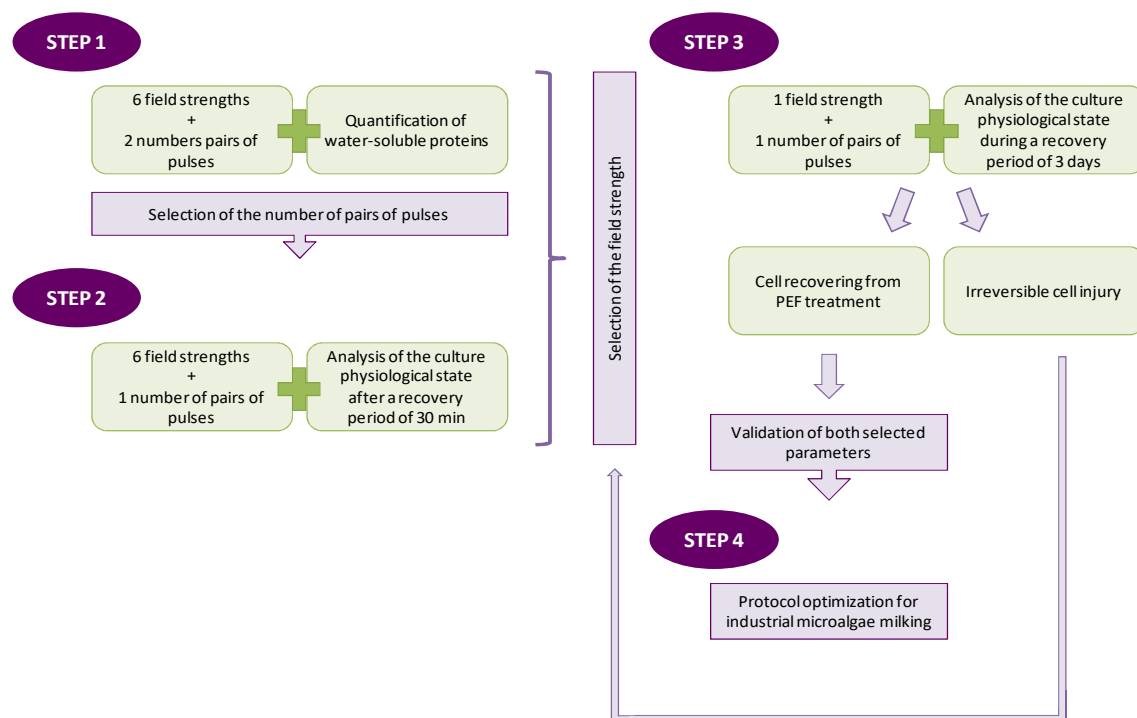 STEP 1
6 field strengths
+
2 numbers pairs of
pulses
Quantification of
water-soluble proteins
Selection of the number of pairs of pulses
STEP 2
6 field strengths
+
1 number of pairs of
pulses
Analysis of the culture
physiological state
after a recovery
period of 30 min
Selection of the field strength
STEP 3
1 field strength
+
1 number of pairs of
pulses
Analysis of the culture
physiological state
during a recovery
period of 3 days
Cell recovering from
PEF treatment
Irreversible cell injury
Validation of both selected
parameters
STEP 4
Protocol optimization for
industrial microalgae milking